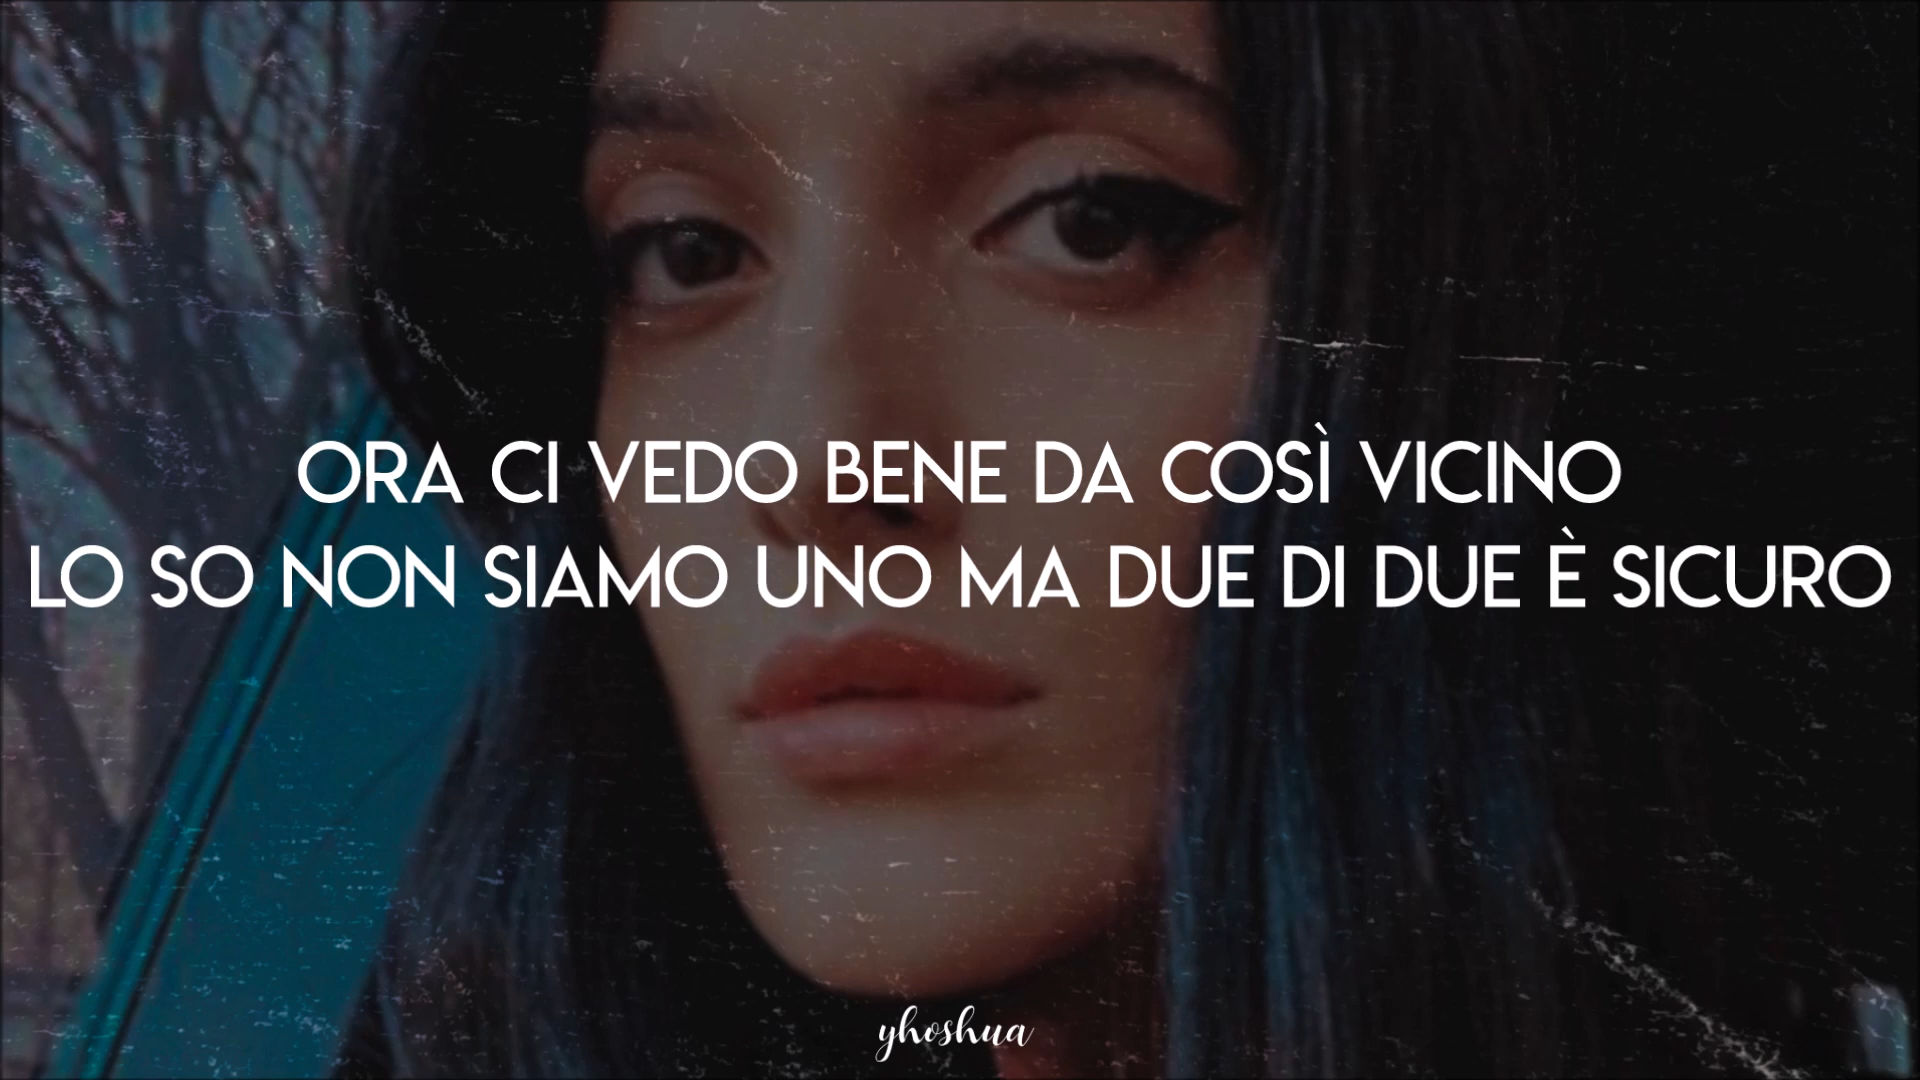 ORA CI VEDO BENE DA COSÌ VICINO
LO SO NON SIAMO UNO MA DUE DI DUE È SICURO
yhoshua